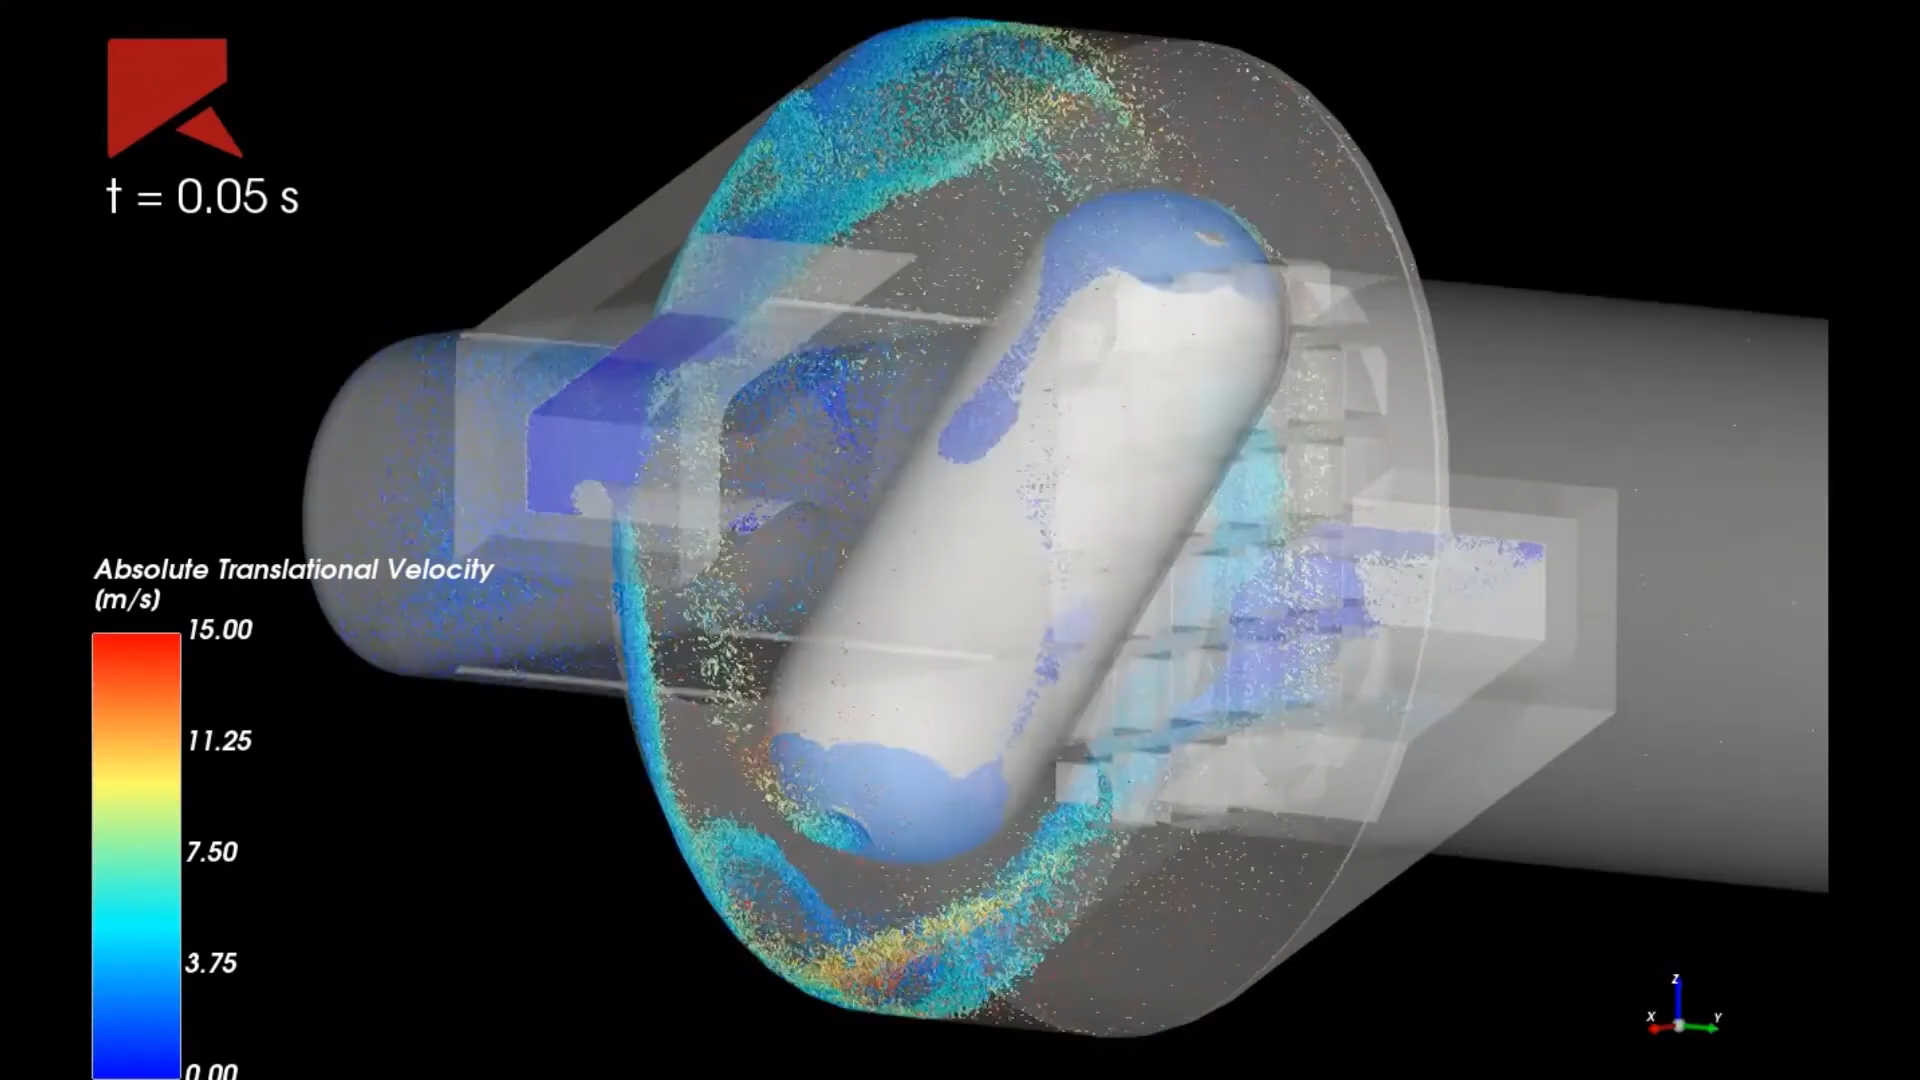 t = 0.05 s
Absolute Translational Velocity
(m/s)
15.00
11.25
7.50
3.75
0.00
Z
X
Y